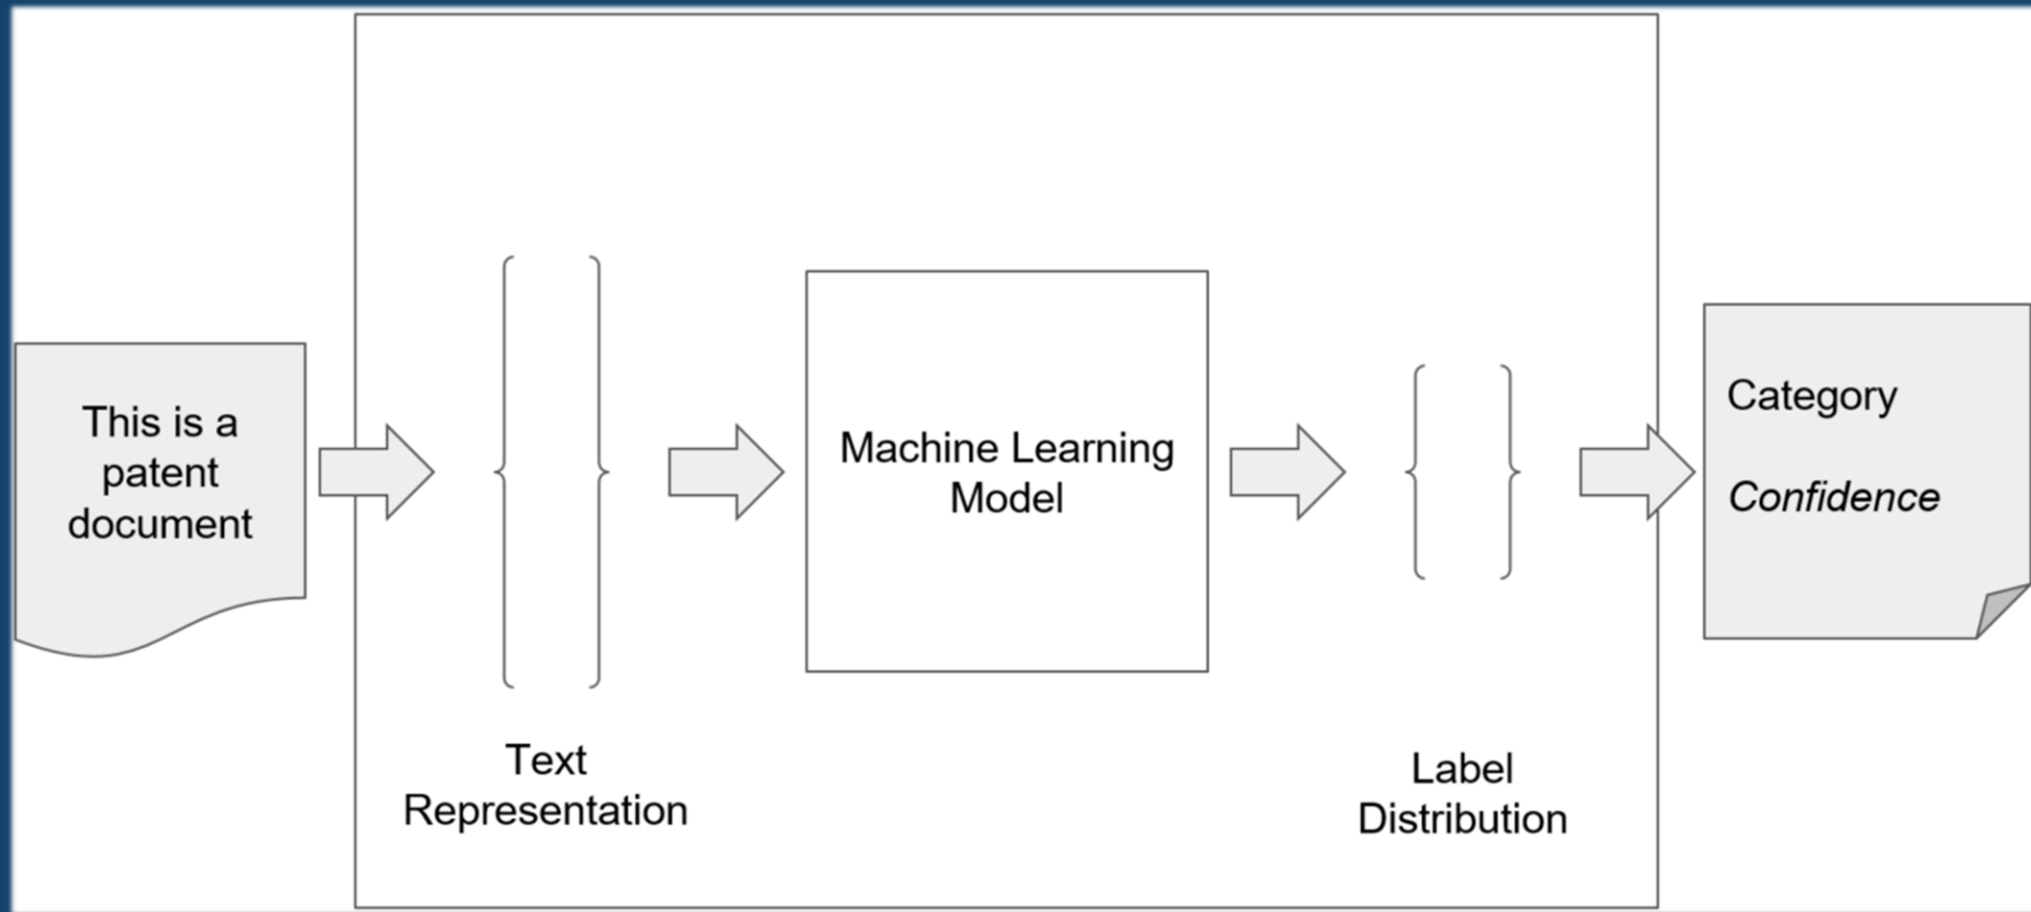 This is a
patent
document
Text
Representation
Machine Learning
Model
Label
Distribution
Category
Confidence